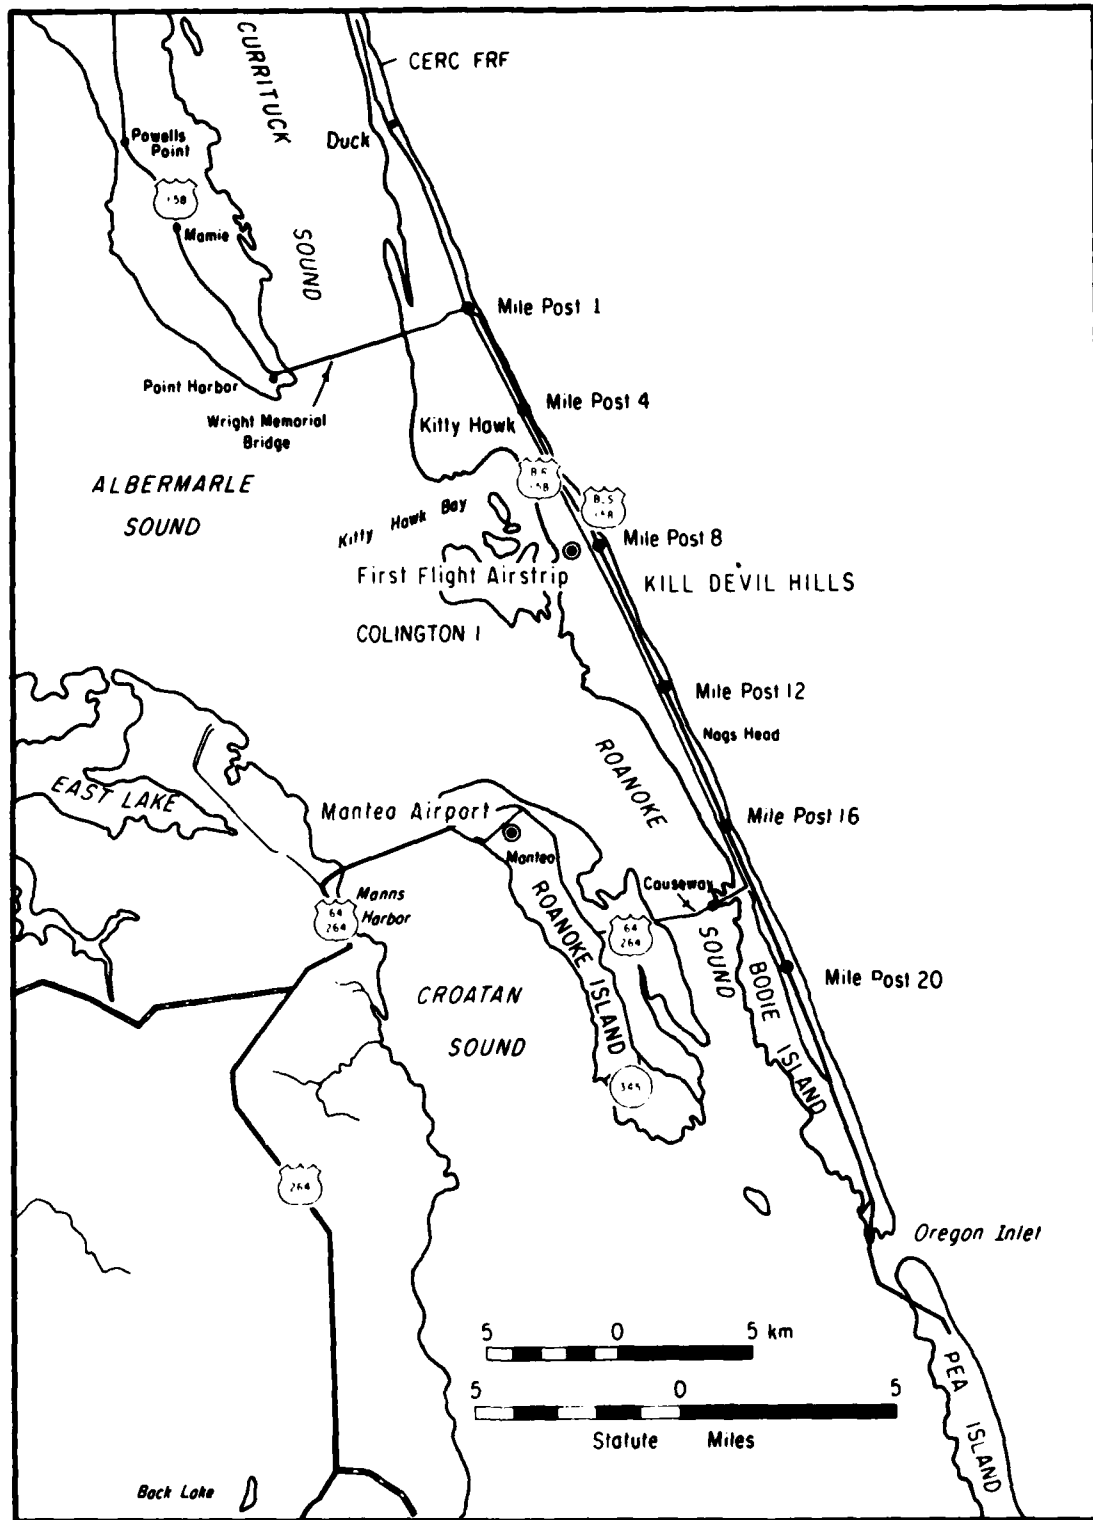 CURRITUCK
SOUND
CERC FRF
Duck
Powells
Point
158
Mamie
Mile Post 1
Point Harbor
Wright Memorial
Bridge
Mile Post 4
Kitty Hawk
ALBERMARLE
SOUND
Kitty Hawk Bay
158
158
Mile Post 8
First Flight Airstrip
KILL DEVIL HILLS
COLINGTON I
Mile Post 12
Nags Head
ROANOKE
SOUND
EAST LAKE
Manteo Airport
Manteo
Mile Post 16
Causeway
Manns
Harbor
64
264
ROANOKE ISLAND
64
264
BODIE ISLAND
Mile Post 20
CROATAN
SOUND
345
264
Oregon Inlet
5 0 5 km
5 0 5
Statute Miles
PEA ISLAND
Back Lake